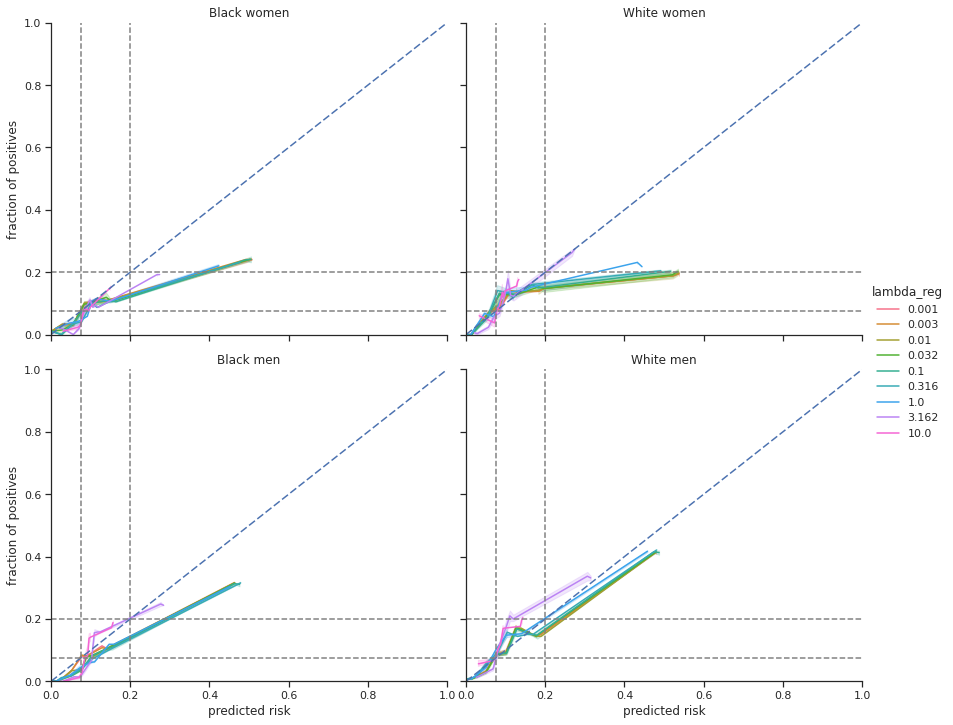 Black women
White women
1.0
0.8
0.6
0.4
0.2
0.0
fraction of positives
lambda_reg
0.001
0.003
0.01
0.032
0.1
0.316
1.0
3.162
10.0
Black men
White men
1.0
0.8
0.6
0.4
0.2
0.0
fraction of positives
0.0 0.2 0.4 0.6 0.8 1.0
0.0 0.2 0.4 0.6 0.8 1.0
predicted risk
predicted risk